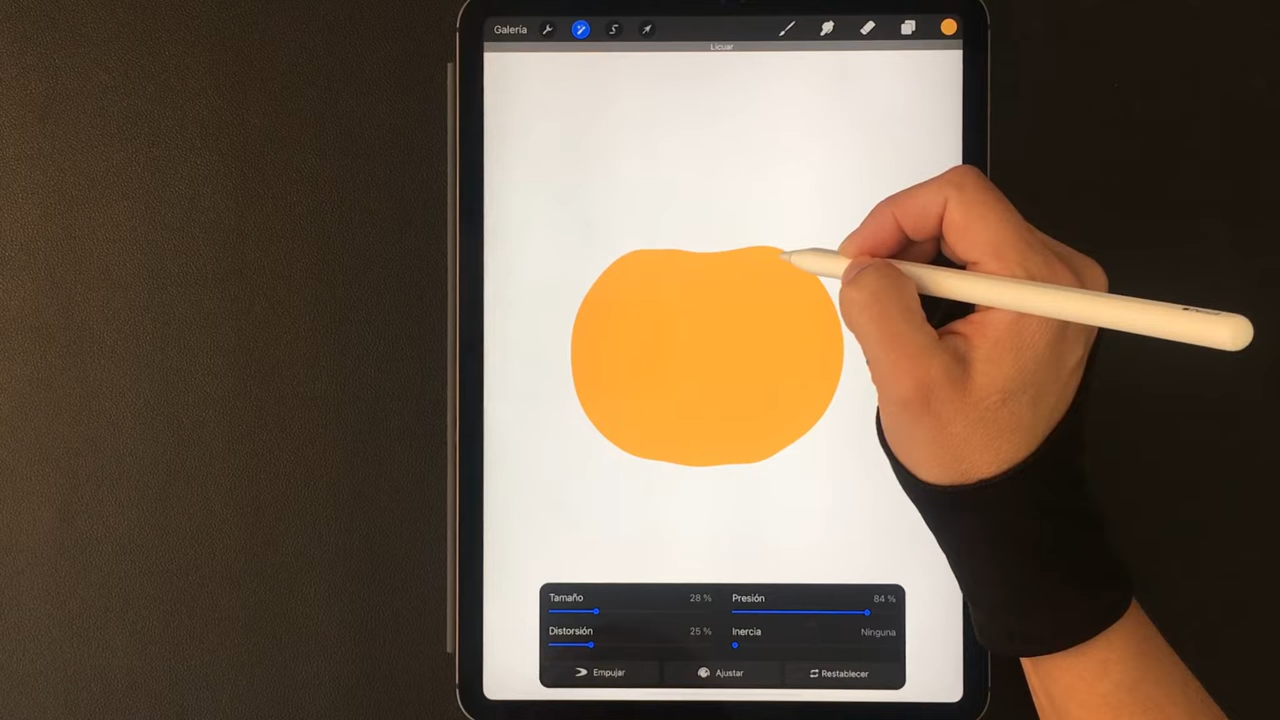 Galería
Licuar
Tamaño 28 % Presión 84 %
Distorsión 25 % Inercia Ninguna
Empujar Ajustar Restablecer